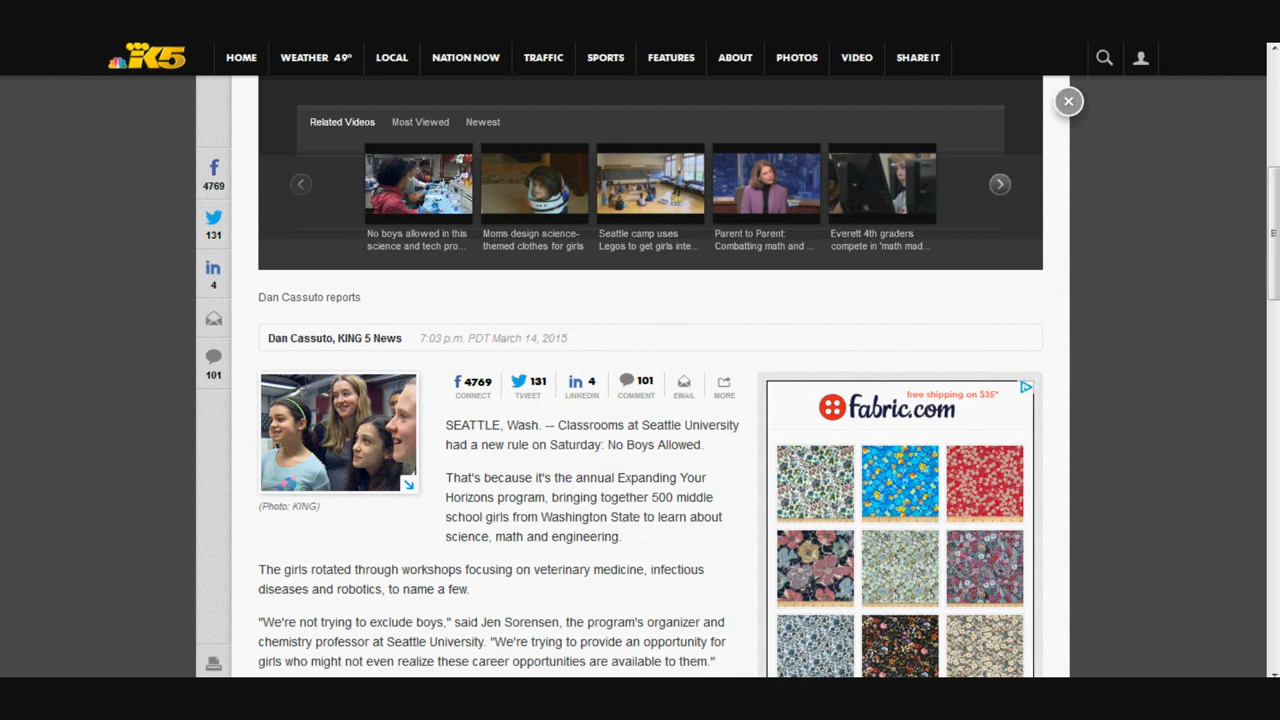 K5
HOME
WEATHER 49°
LOCAL
NATION NOW
TRAFFIC
SPORTS
FEATURES
ABOUT
PHOTOS
VIDEO
SHARE IT
Related Videos
Most Viewed
Newest
No boys allowed in this
science and tech pro...
Moms design science-
themed clothes for girls
Seattle camp uses
Legos to get girls inte...
Parent to Parent:
Combatting math and ...
Everett 4th graders
compete in 'math mad...
4769
131
4
101
Dan Cassuto reports
Dan Cassuto, KING 5 News
7:03 p.m. PDT March 14, 2015
(Photo: KING)
4769
CONNECT
131
TWEET
in 4
LINKEDIN
101
COMMENT
EMAIL
MORE
SEATTLE, Wash. -- Classrooms at Seattle University
had a new rule on Saturday: No Boys Allowed.
That's because it's the annual Expanding Your
Horizons program, bringing together 500 middle
school girls from Washington State to learn about
science, math and engineering.
The girls rotated through workshops focusing on veterinary medicine, infectious
diseases and robotics, to name a few.
"We're not trying to exclude boys," said Jen Sorensen, the program's organizer and
chemistry professor at Seattle University. "We're trying to provide an opportunity for
girls who might not even realize these career opportunities are available to them."
free shipping on $35*
fabric.com